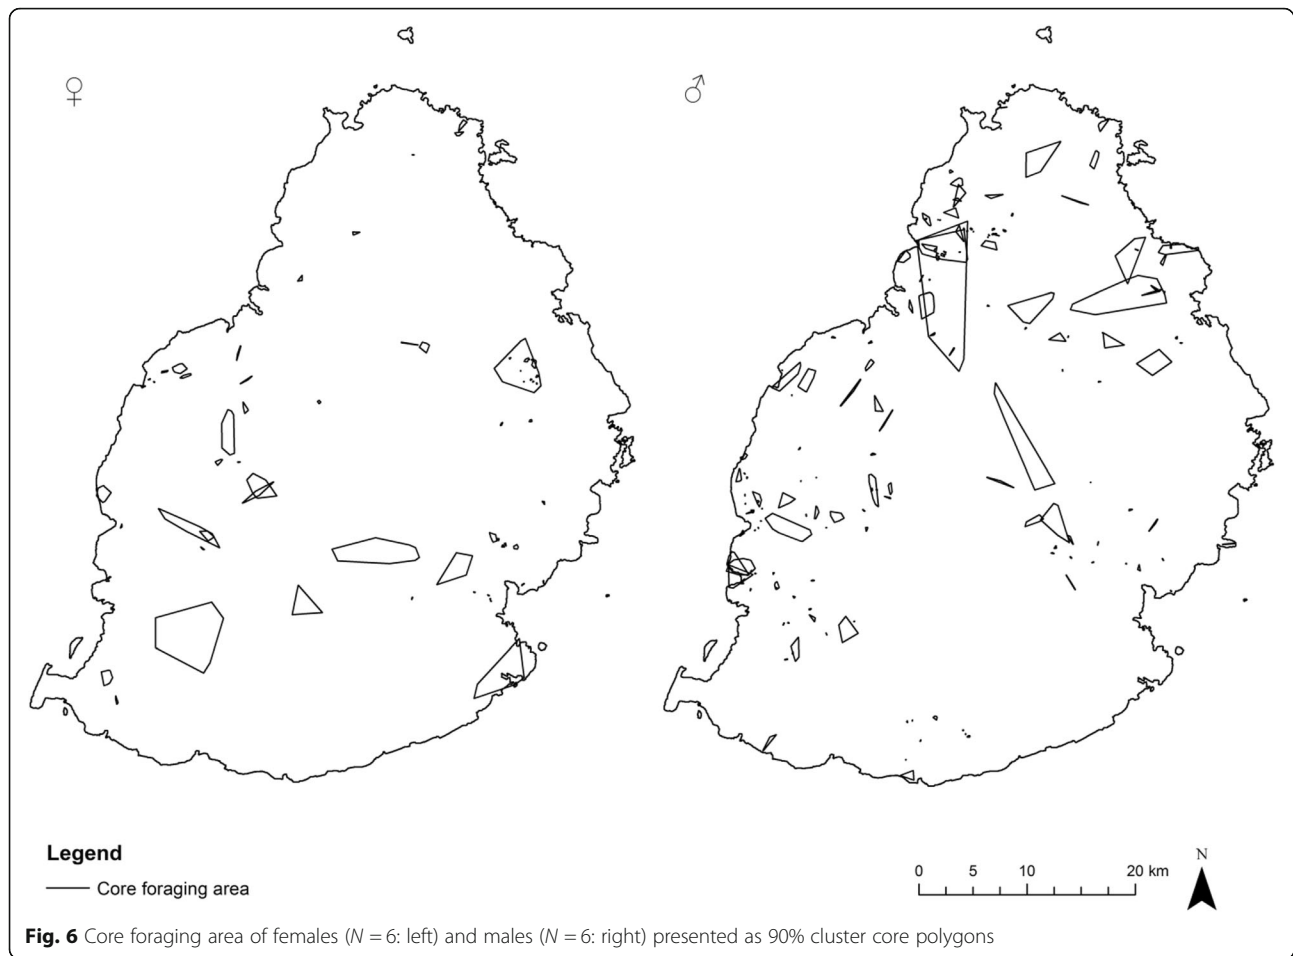 ♀ ♂
Legend
Core foraging area
0 5 10 20 km
N
Fig. 6 Core foraging area of females (N = 6: left) and males (N = 6: right) presented as 90% cluster core polygons